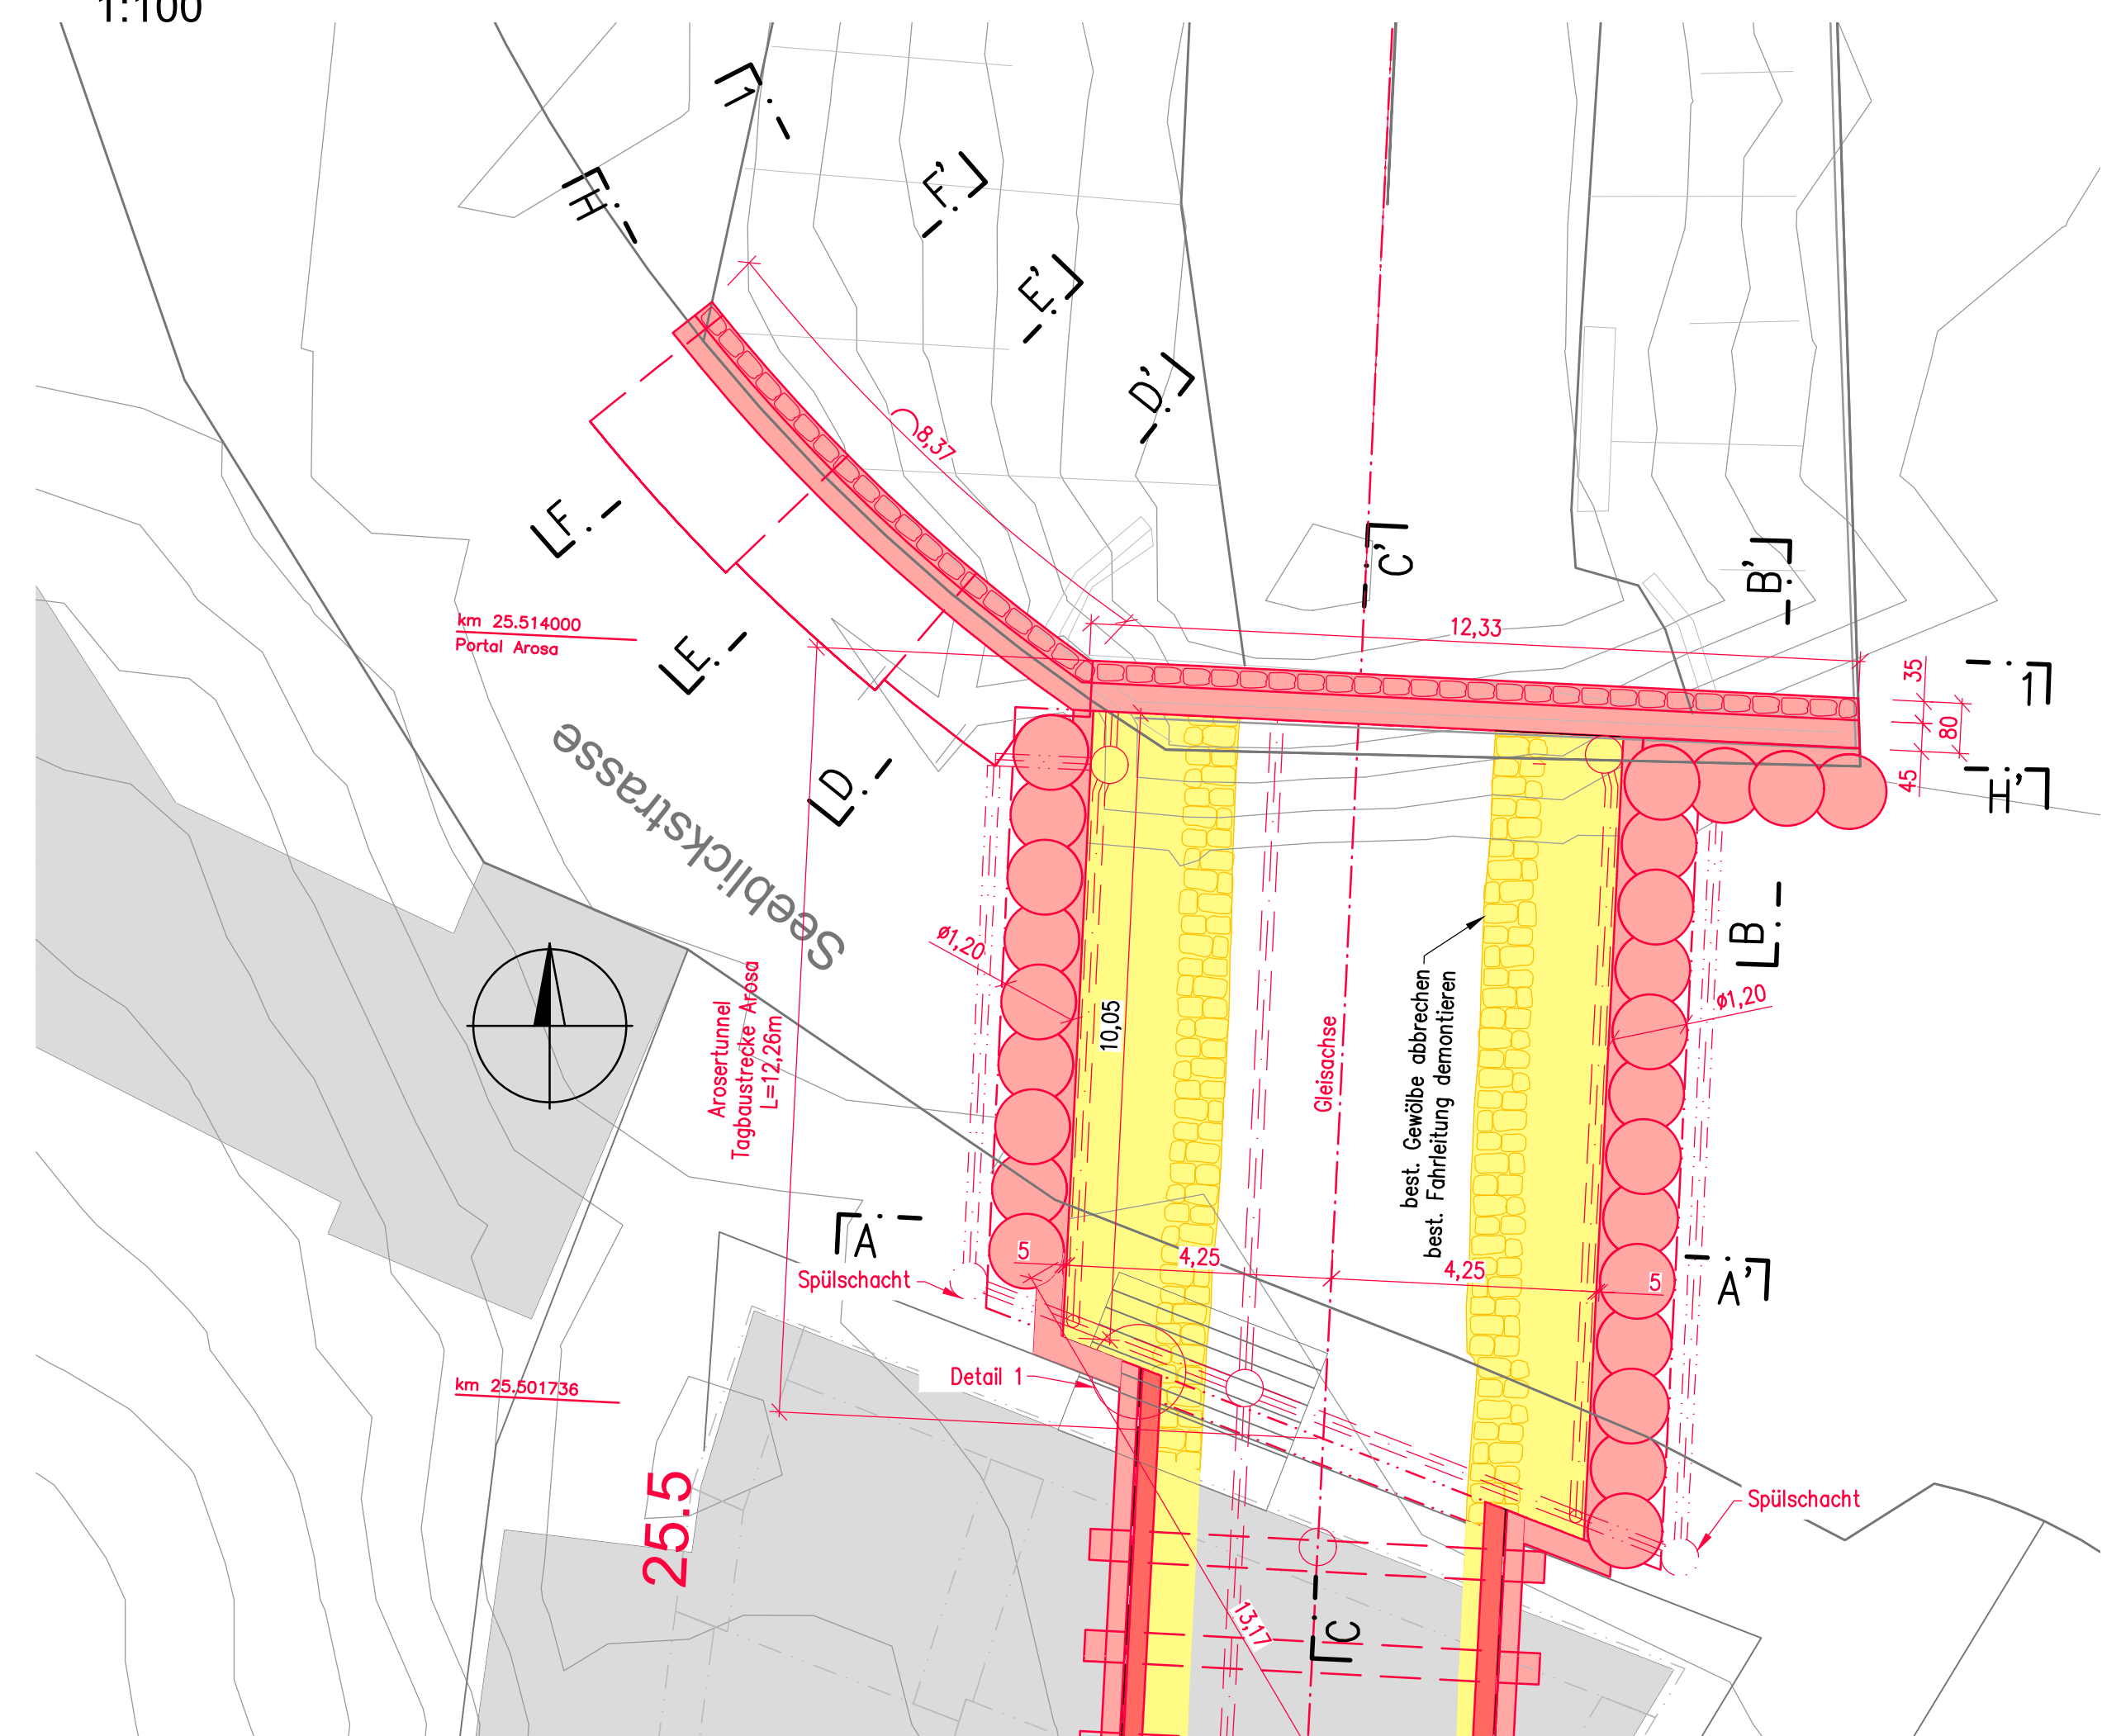 1:100
1
H
F'
E'
D'
8,37
F
E
D
C'
B'
12,33
km 25.514000
Portal Arosa
35
80
45
1
H'
Seeblickstrasse
B
ø1,20
ø1,20
Arosertunnel
Tagbaustrecke Arosa
L=12,26m
10,05
Gleisachse
best. Gewölbe abbrechen
best. Fahrleitung demontieren
A
5
4,25
4,25
5
A'
Spülschacht
Detail 1
km 25.501736
25.5
Spülschacht
13,17
C